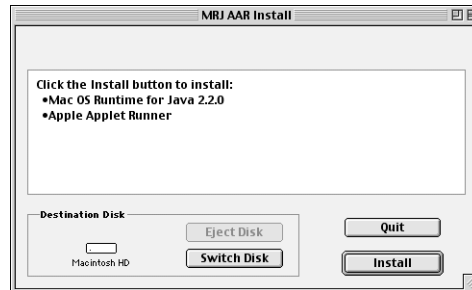 MRJ AAR Install
Click the Install button to install:
•Mac OS Runtime for Java 2.2.0
•Apple Applet Runner
Destination Disk
Eject Disk
Quit
Macintosh HD
Switch Disk
Install